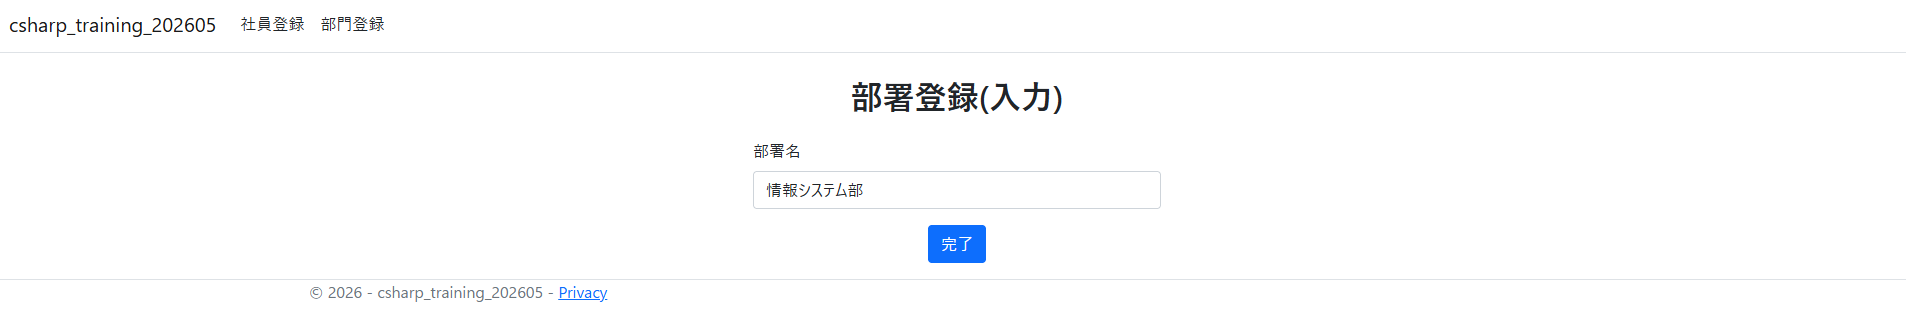 csharp_training_202605 社員登録 部門登録
部署登録(入力)
部署名
情報システム部
完了
© 2026 - csharp_training_202605 - Privacy